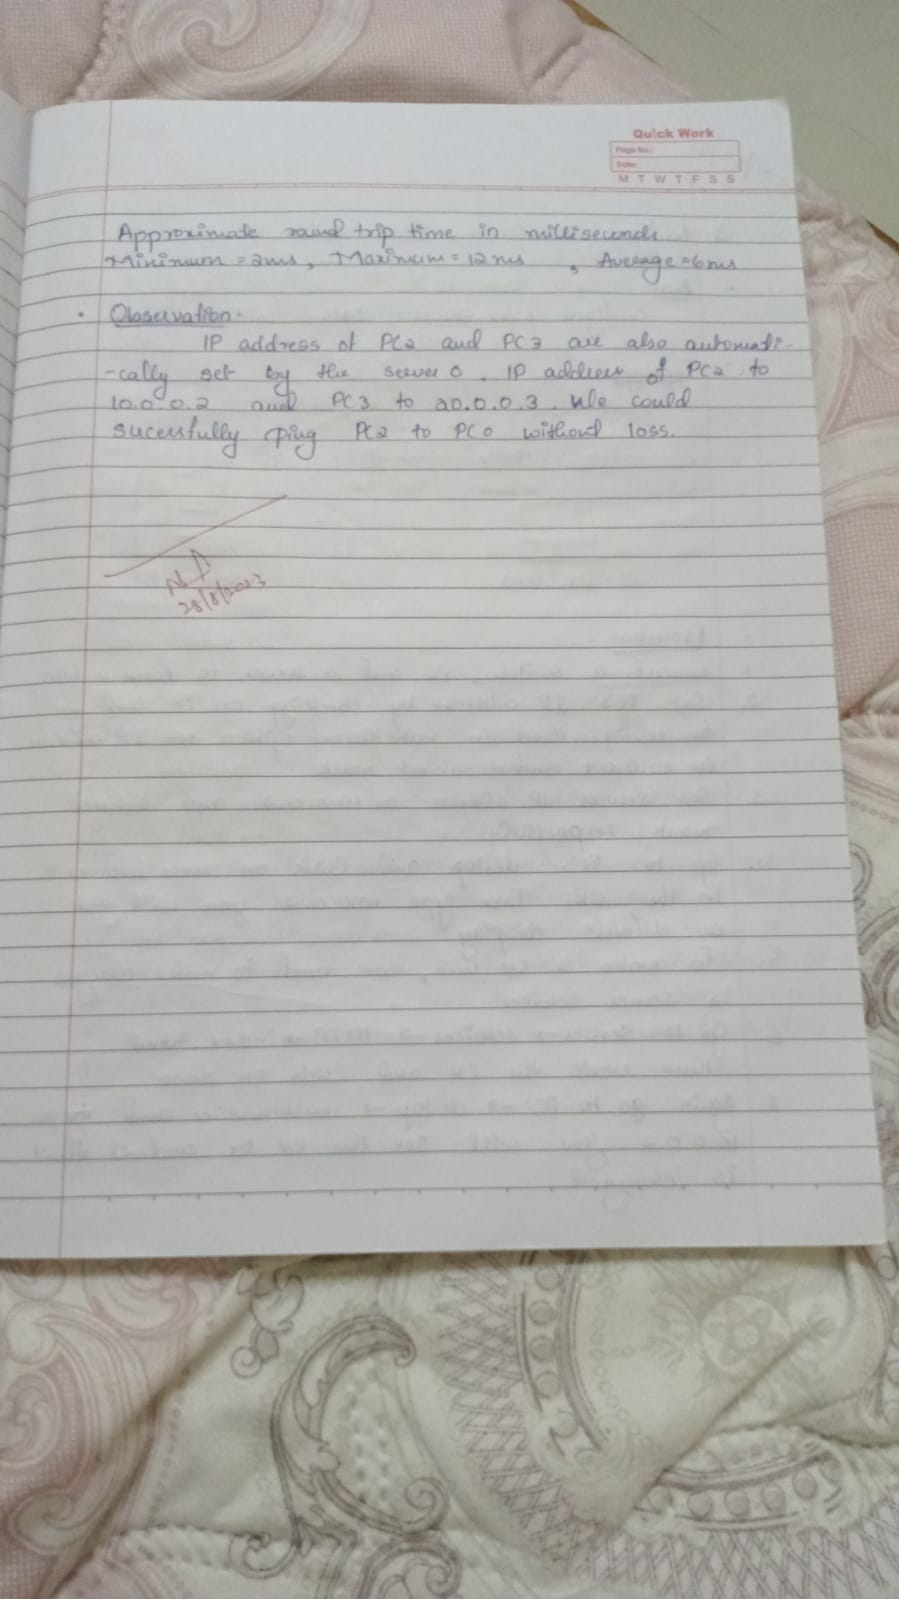 Quick Work
Page No.:
Date:
M T W T F S S
Approximate round trip time in milliseconds
Minimum = 2ms, Maximum = 12ms , Average = 6ms
• Observation -
IP address of PC2 and PC3 are also automati-
-cally set by the server 0. IP address of PC2 to
10.0.0.2 and PC3 to 20.0.0.3. We could
sucessfully ping PC2 to PC0 without loss.
28/8/2023